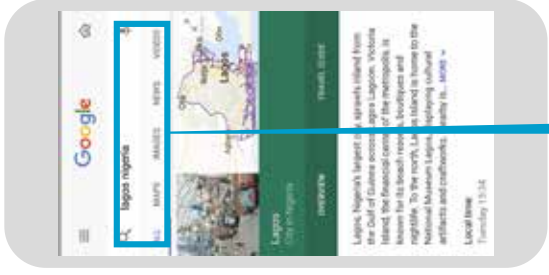 Google
lagos nigeria
ALL MAPS IMAGES NEWS VIDEOS
Lagos
Lagos
City in Nigeria
OVERVIEW TRAVEL GUIDE
Lagos, Nigeria's largest city, sprawls inland from
the Gulf of Guinea across Lagos Lagoon. Victoria
Island, the financial center of the metropolis, is
known for its beach resorts, boutiques and
nightlife. To the north, Lagos Island is home to the
National Museum Lagos, displaying cultural
artifacts and craftworks. Nearby is... MORE
Local time
Tuesday 13:34